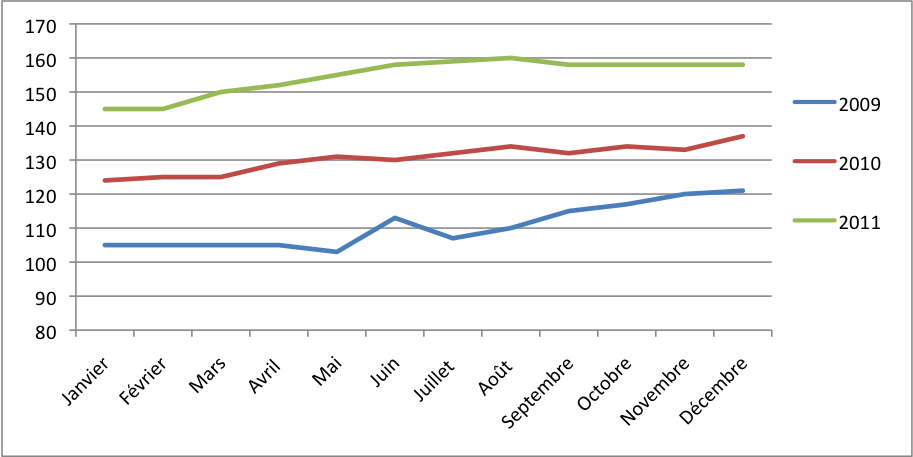 170
160
150
140
130
120
110
100
90
80
Janvier
Février
Mars
Avril
Mai
Juin
Juillet
Août
Septembre
Octobre
Novembre
Décembre
2009
2010
2011